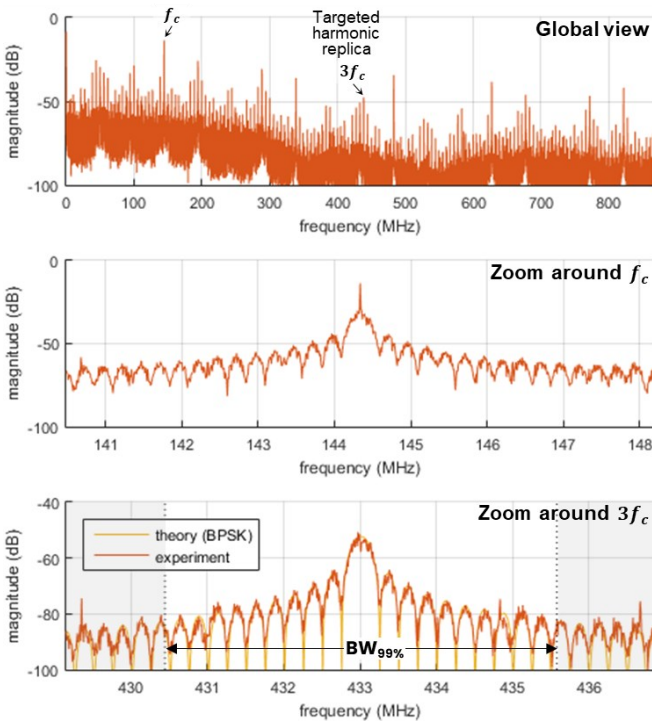 f_c
Targeted
harmonic
replica
3f_c
Global view
magnitude (dB)
0
-50
-100
0 100 200 300 400 500 600 700 800
frequency (MHz)
Zoom around f_c
magnitude (dB)
0
-50
-100
141 142 143 144 145 146 147 148
frequency (MHz)
Zoom around 3f_c
magnitude (dB)
-40
-60
-80
-100
theory (BPSK)
experiment
BW99%
430 431 432 433 434 435 436
frequency (MHz)